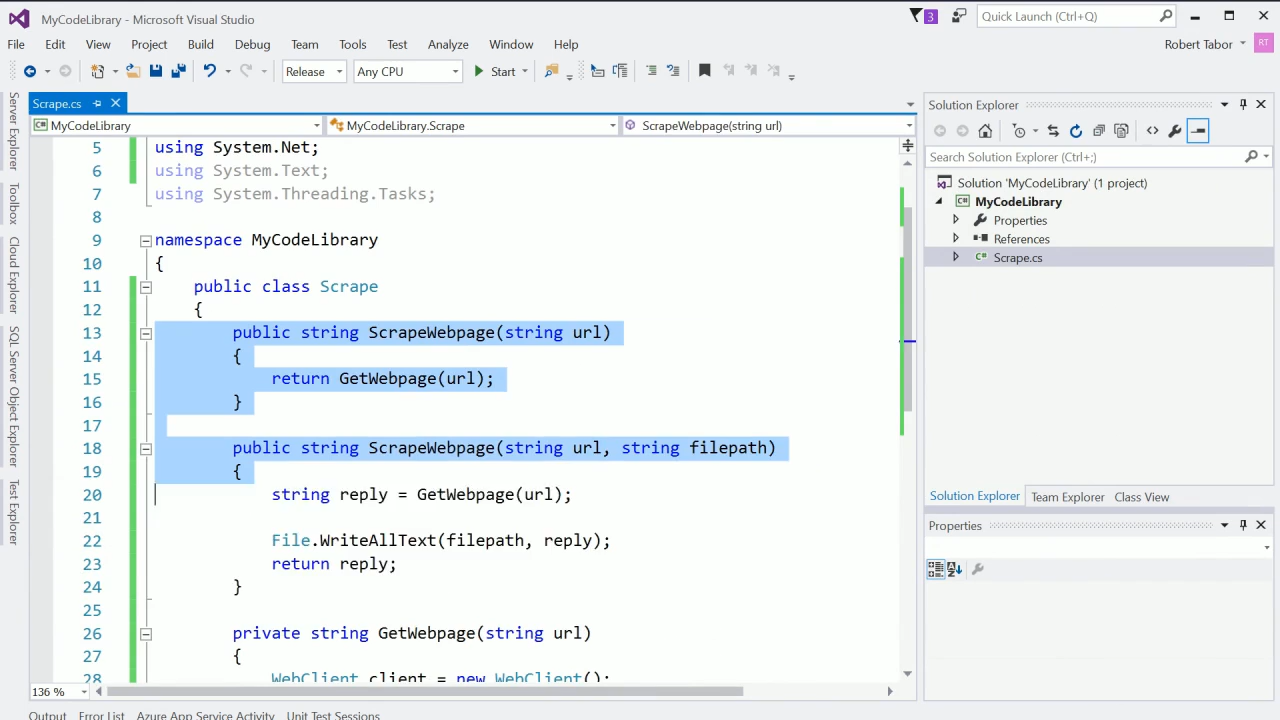 MyCodeLibrary - Microsoft Visual Studio
3
Quick Launch (Ctrl+Q)
File Edit View Project Build Debug Team Tools Test Analyze Window Help
Robert Tabor
RT
Release
Any CPU
Start
Server Explorer
Toolbox
Cloud Explorer
SQL Server Object Explorer
Test Explorer
Scrape.cs
MyCodeLibrary
MyCodeLibrary.Scrape
ScrapeWebpage(string url)
5 using System.Net;
6 using System.Text;
7 using System.Threading.Tasks;
8
9 namespace MyCodeLibrary
10 {
11 public class Scrape
12 {
13 public string ScrapeWebpage(string url)
14 {
15 return GetWebpage(url);
16 }
17
18 public string ScrapeWebpage(string url, string filepath)
19 {
20 string reply = GetWebpage(url);
21
22 File.WriteAllText(filepath, reply);
23 return reply;
24 }
25
26 private string GetWebpage(string url)
27 {
28 WebClient client = new WebClient();
136 %
Solution Explorer
Search Solution Explorer (Ctrl+;)
Solution 'MyCodeLibrary' (1 project)
MyCodeLibrary
Properties
References
Scrape.cs
Solution Explorer Team Explorer Class View
Properties
Output Error List Azure App Service Activity Unit Test Sessions